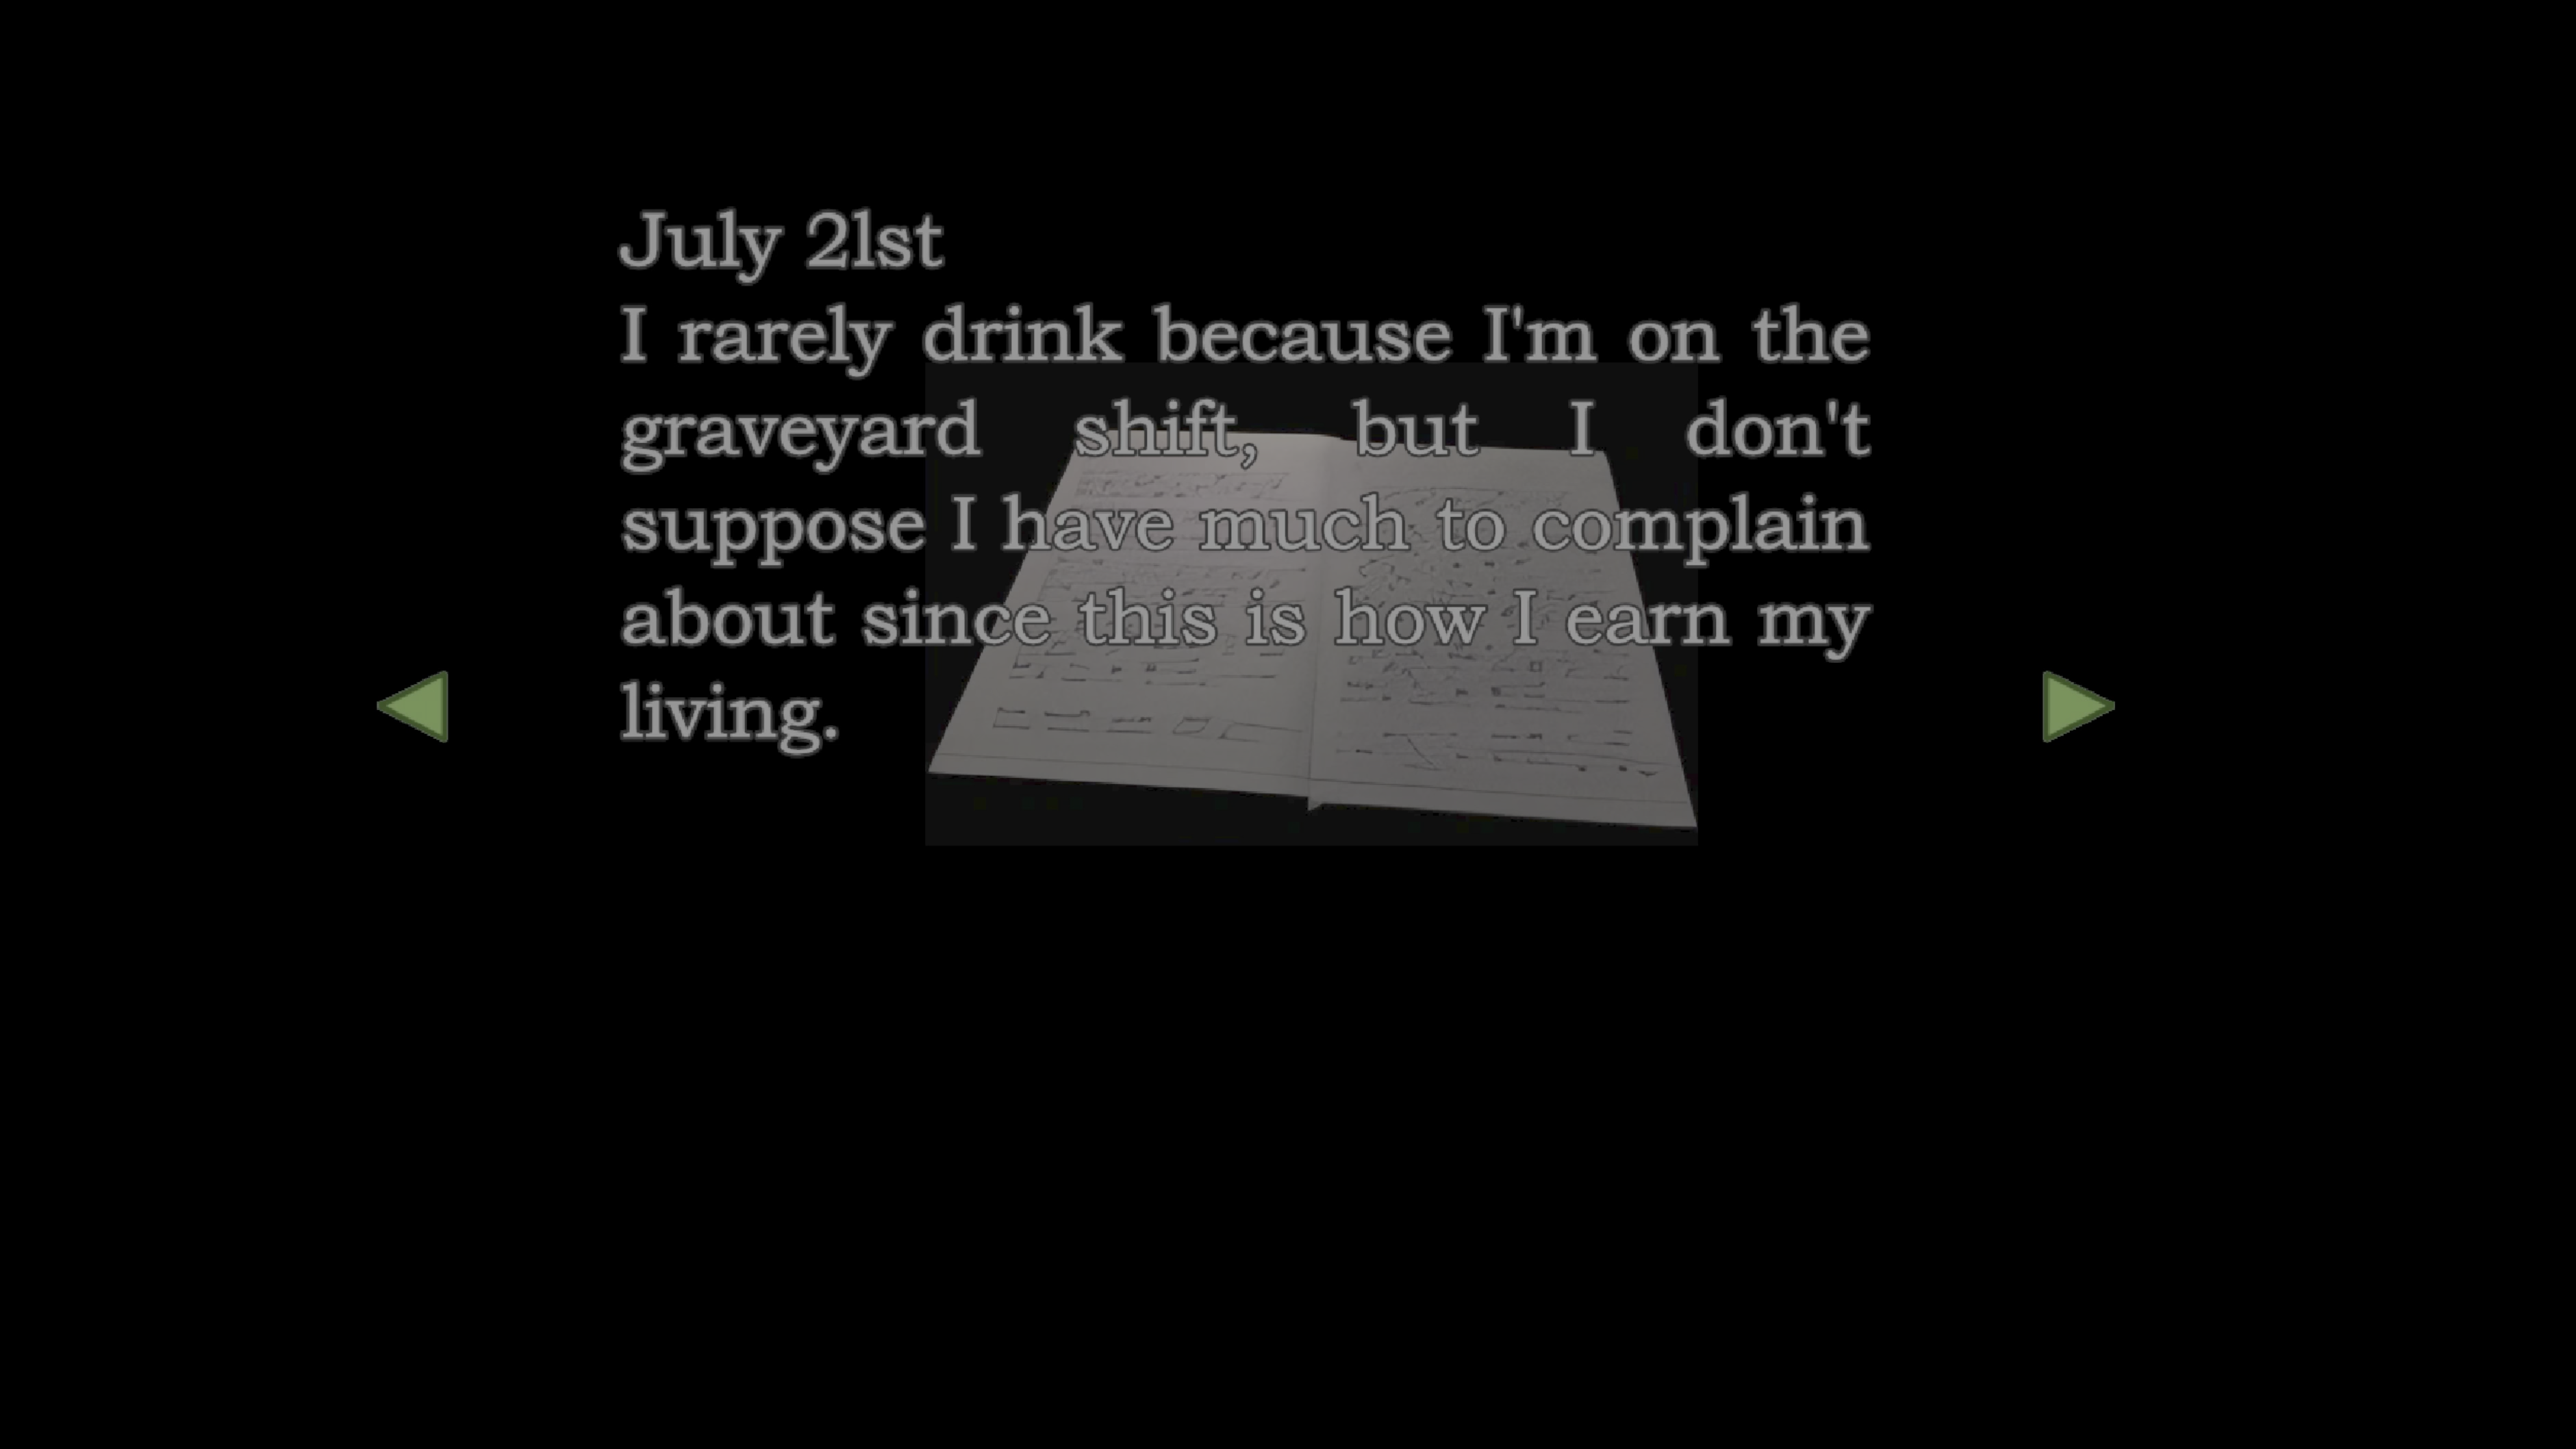 July 21st
I rarely drink because I'm on the
graveyard shift, but I don't
suppose I have much to complain
about since this is how I earn my
living.